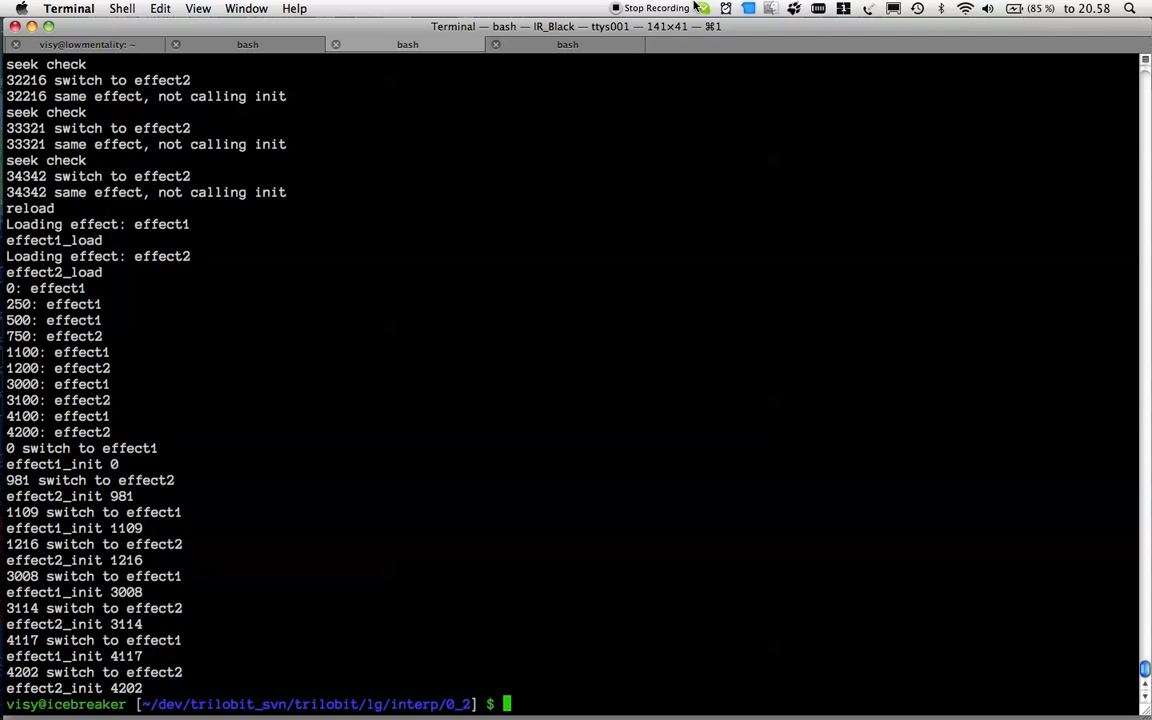 Terminal Shell Edit View Window Help Stop Recording 1 (85 %) to 20.58
Terminal — bash — IR_Black — ttys001 — 141×41 — ⌘1
visy@lowmentality: ~ bash bash bash
seek check
32216 switch to effect2
32216 same effect, not calling init
seek check
33321 switch to effect2
33321 same effect, not calling init
seek check
34342 switch to effect2
34342 same effect, not calling init
reload
Loading effect: effect1
effect1_load
Loading effect: effect2
effect2_load
0: effect1
250: effect1
500: effect1
750: effect2
1100: effect1
1200: effect2
3000: effect1
3100: effect2
4100: effect1
4200: effect2
0 switch to effect1
effect1_init 0
981 switch to effect2
effect2_init 981
1109 switch to effect1
effect1_init 1109
1216 switch to effect2
effect2_init 1216
3008 switch to effect1
effect1_init 3008
3114 switch to effect2
effect2_init 3114
4117 switch to effect1
effect1_init 4117
4202 switch to effect2
effect2_init 4202
visy@icebreaker [~/dev/trilobit_svn/trilobit/lg/interp/0_2] $